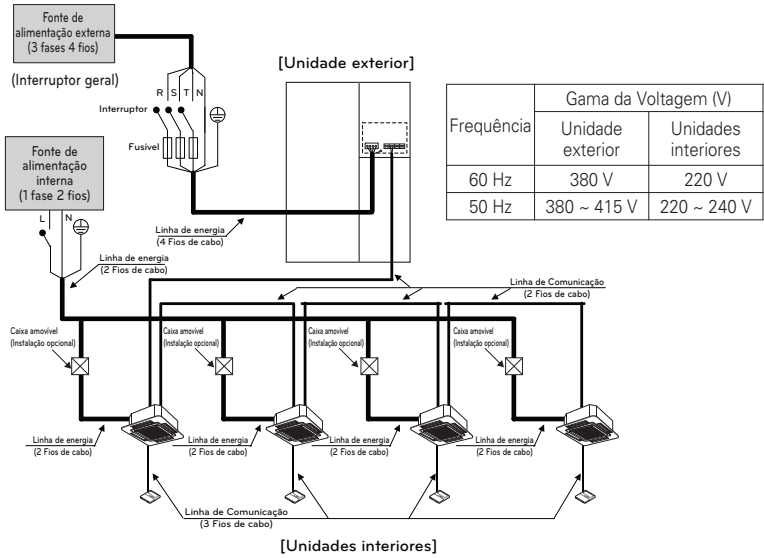 Fonte de
alimentação externa
(3 fases 4 fios)
(Interruptor geral)
R S T N
Interruptor
Fusível
[Unidade exterior]
Frequência
Gama da Voltagem (V)
Unidade
exterior
Unidades
interiores
60 Hz 380 V 220 V
50 Hz 380 ~ 415 V 220 ~ 240 V
Fonte de
alimentação
interna
(1 fase 2 fios)
L N
Linha de energia
(2 Fios de cabo)
Linha de energia
(4 Fios de cabo)
Linha de Comunicação
(2 Fios de cabo)
Caixa amovível
(Instalação opcional)
Caixa amovível
(Instalação opcional)
Caixa amovível
(Instalação opcional)
Caixa amovível
(Instalação opcional)
Linha de energia
(2 Fios de cabo)
Linha de energia
(2 Fios de cabo)
Linha de energia
(2 Fios de cabo)
Linha de energia
(2 Fios de cabo)
Linha de Comunicação
(3 Fios de cabo)
[Unidades interiores]